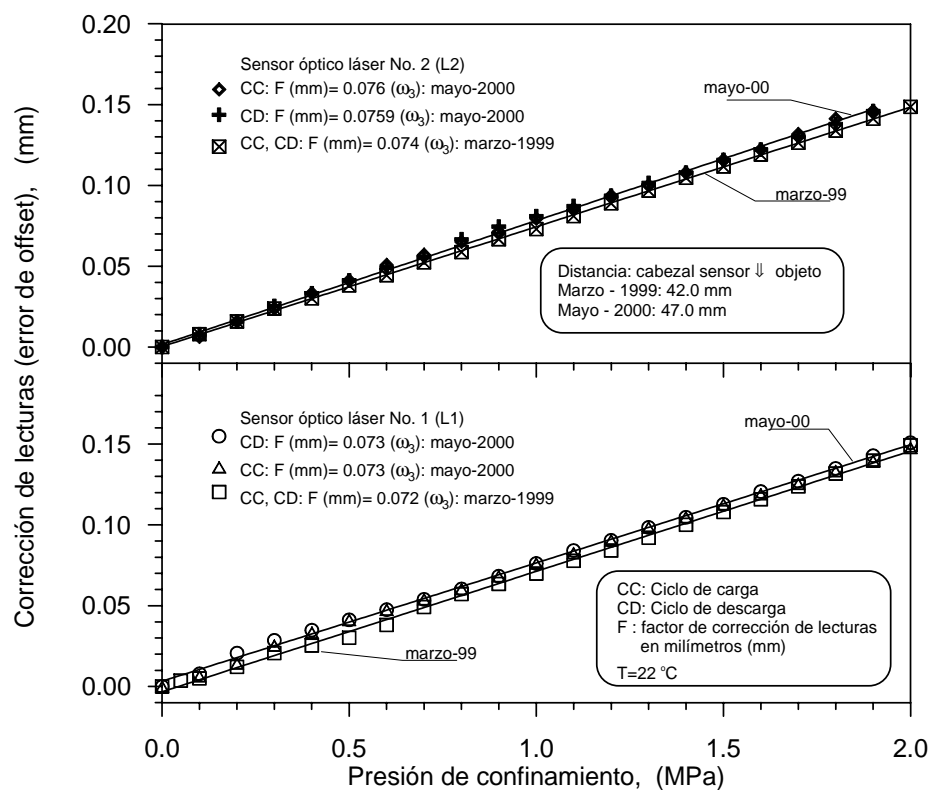 Corrección de lecturas (error de offset), (mm)
0.20
0.15
0.10
0.05
0.00
Sensor óptico láser No. 2 (L2)
CC: F (mm)= 0.076 (ω3): mayo-2000
CD: F (mm)= 0.0759 (ω3): mayo-2000
CC, CD: F (mm)= 0.074 (ω3): marzo-1999
mayo-00
marzo-99
Distancia: cabezal sensor ⇓ objeto
Marzo - 1999: 42.0 mm
Mayo - 2000: 47.0 mm
0.15
0.10
0.05
0.00
Sensor óptico láser No. 1 (L1)
CD: F (mm)= 0.073 (ω3): mayo-2000
CC: F (mm)= 0.073 (ω3): mayo-2000
CC, CD: F (mm)= 0.072 (ω3): marzo-1999
mayo-00
marzo-99
CC: Ciclo de carga
CD: Ciclo de descarga
F : factor de corrección de lecturas
en milímetros (mm)
T=22 °C
0.0 0.5 1.0 1.5 2.0
Presión de confinamiento, (MPa)